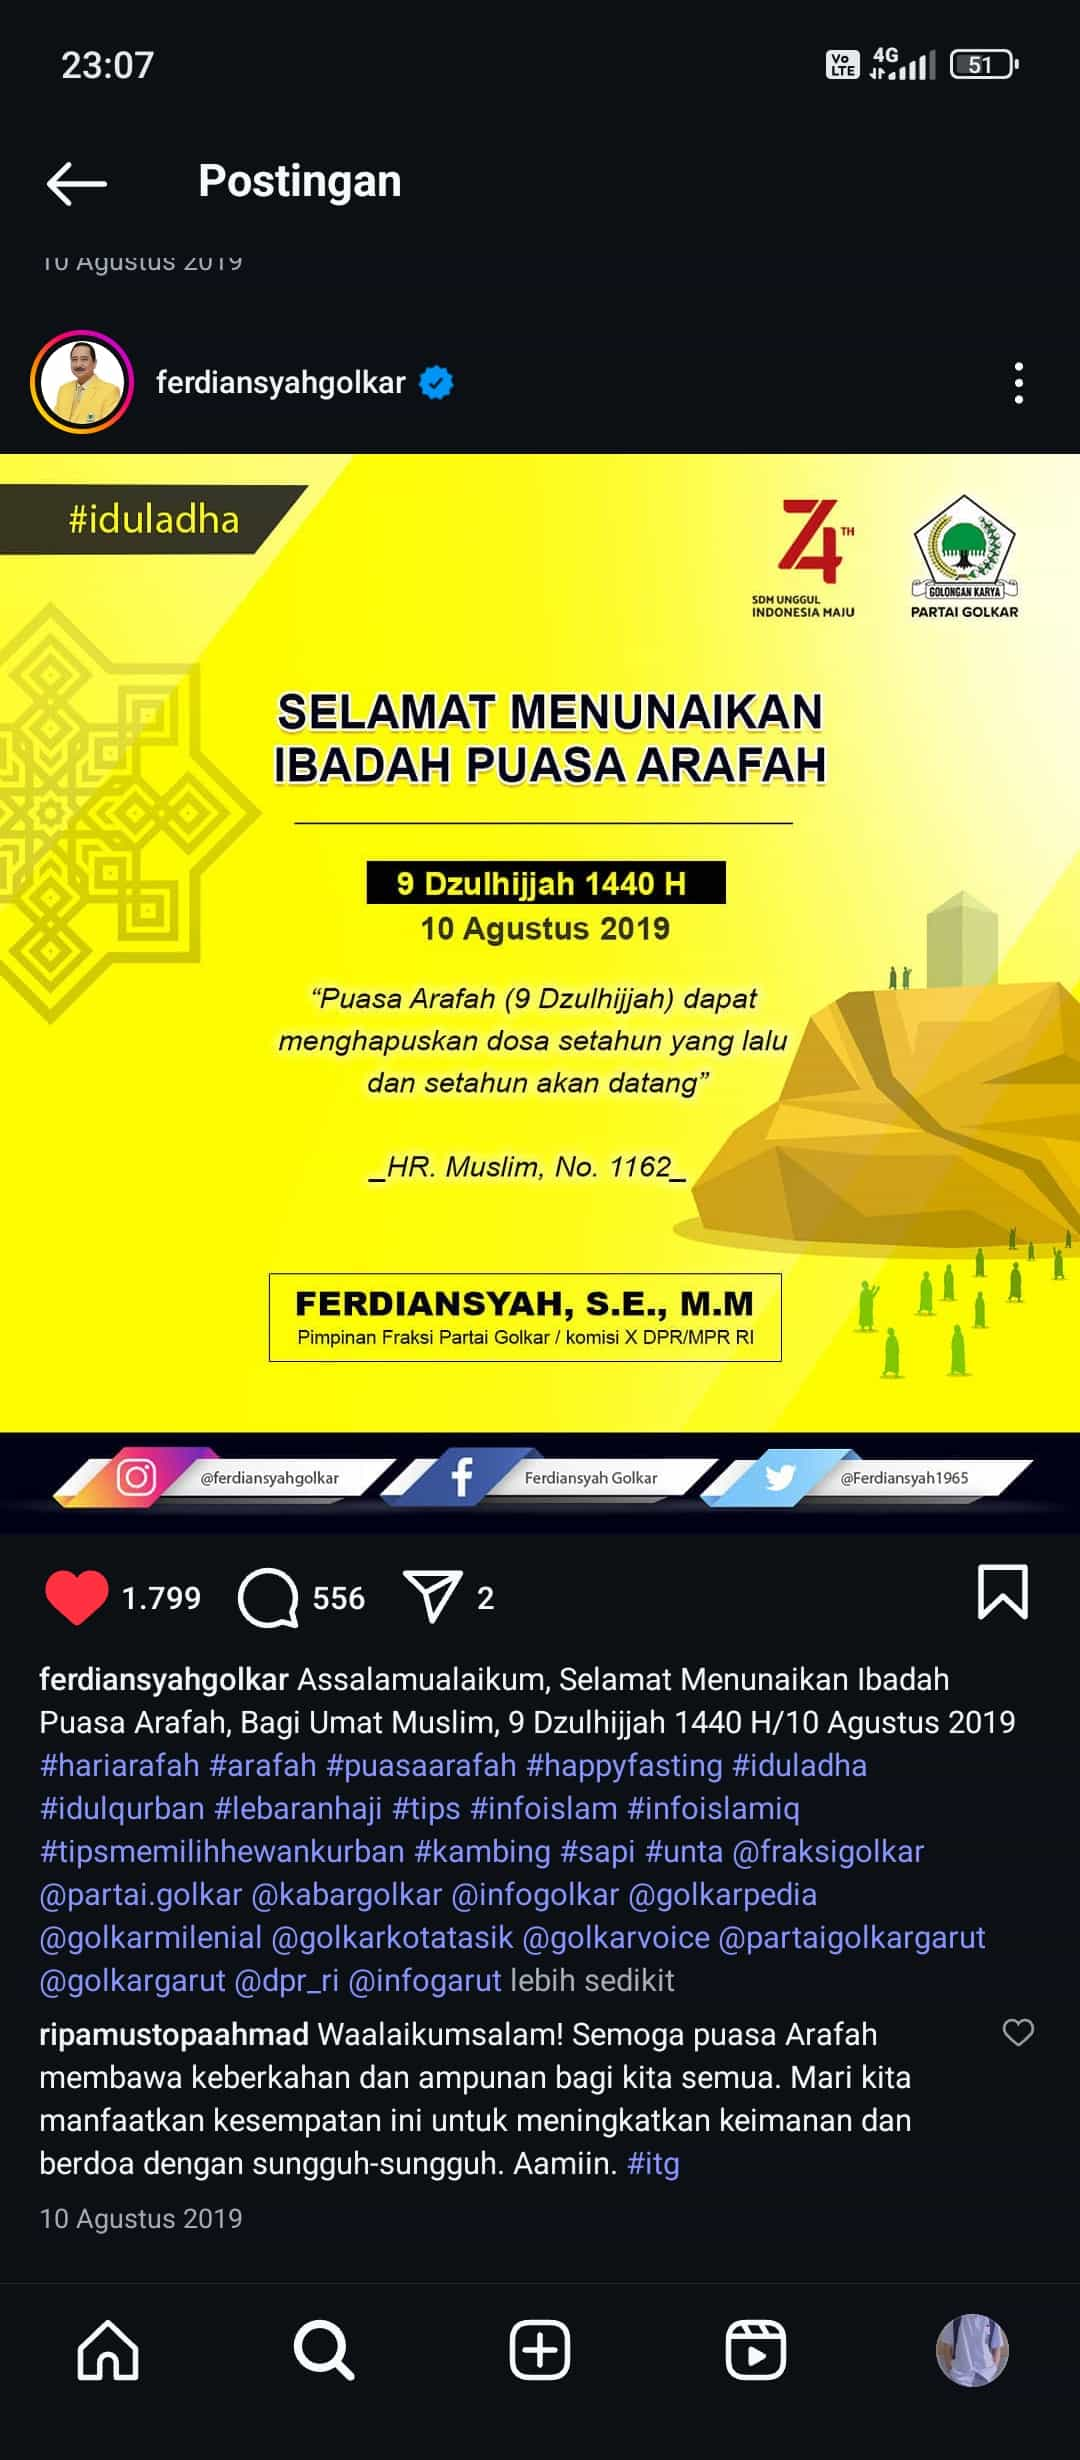 23:07
Vo LTE 4G 51
Postingan
10 Agustus 2019
ferdiansyahgolkar
#iduladha
74 TH
SDM UNGGUL
INDONESIA MAJU
GOLONGAN KARYA
PARTAI GOLKAR
SELAMAT MENUNAIKAN
IBADAH PUASA ARAFAH
9 Dzulhijjah 1440 H
10 Agustus 2019
“Puasa Arafah (9 Dzulhijjah) dapat
menghapuskan dosa setahun yang lalu
dan setahun akan datang”
_HR. Muslim, No. 1162_
FERDIANSYAH, S.E., M.M
Pimpinan Fraksi Partai Golkar / komisi X DPR/MPR RI
@ferdiansyahgolkar
Ferdiansyah Golkar
@Ferdiansyah1965
1.799 556 2
ferdiansyahgolkar Assalamualaikum, Selamat Menunaikan Ibadah
Puasa Arafah, Bagi Umat Muslim, 9 Dzulhijjah 1440 H/10 Agustus 2019
#hariarafah #arafah #puasaarafah #happyfasting #iduladha
#idulqurban #lebaranhaji #tips #infoislam #infoislamiq
#tipsmemilihhewankurban #kambing #sapi #unta @fraksigolkar
@partai.golkar @kabargolkar @infogolkar @golkarpedia
@golkarmilenial @golkarkotatasik @golkarvoice @partaigolkargarut
@golkargarut @dpr_ri @infogarut lebih sedikit
ripamustopaahmad Waalaikumsalam! Semoga puasa Arafah
membawa keberkahan dan ampunan bagi kita semua. Mari kita
manfaatkan kesempatan ini untuk meningkatkan keimanan dan
berdoa dengan sungguh-sungguh. Aamiin. #itg
10 Agustus 2019